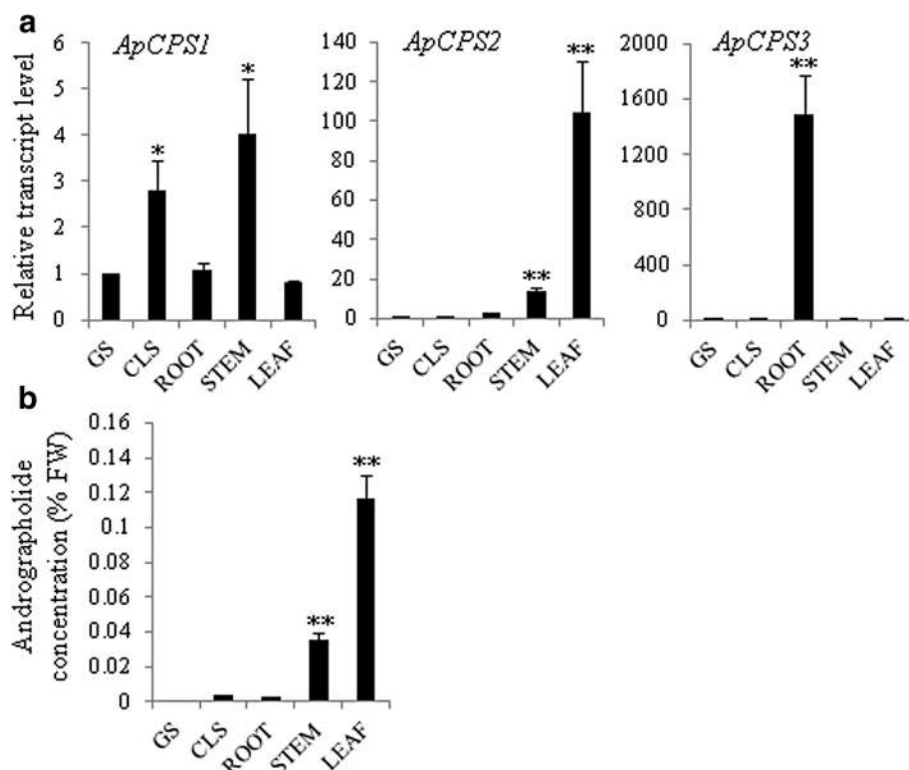 a
Relative transcript level
ApCPS1
6
5
4
3
2
1
0
*
*
GS
CLS
ROOT
STEM
LEAF
ApCPS2
140
120
100
80
60
40
20
0
**
**
GS
CLS
ROOT
STEM
LEAF
ApCPS3
2000
1600
1200
800
400
0
**
GS
CLS
ROOT
STEM
LEAF
b
Andrographolide
concentration (% FW)
0.16
0.14
0.12
0.1
0.08
0.06
0.04
0.02
0
**
**
GS
CLS
ROOT
STEM
LEAF